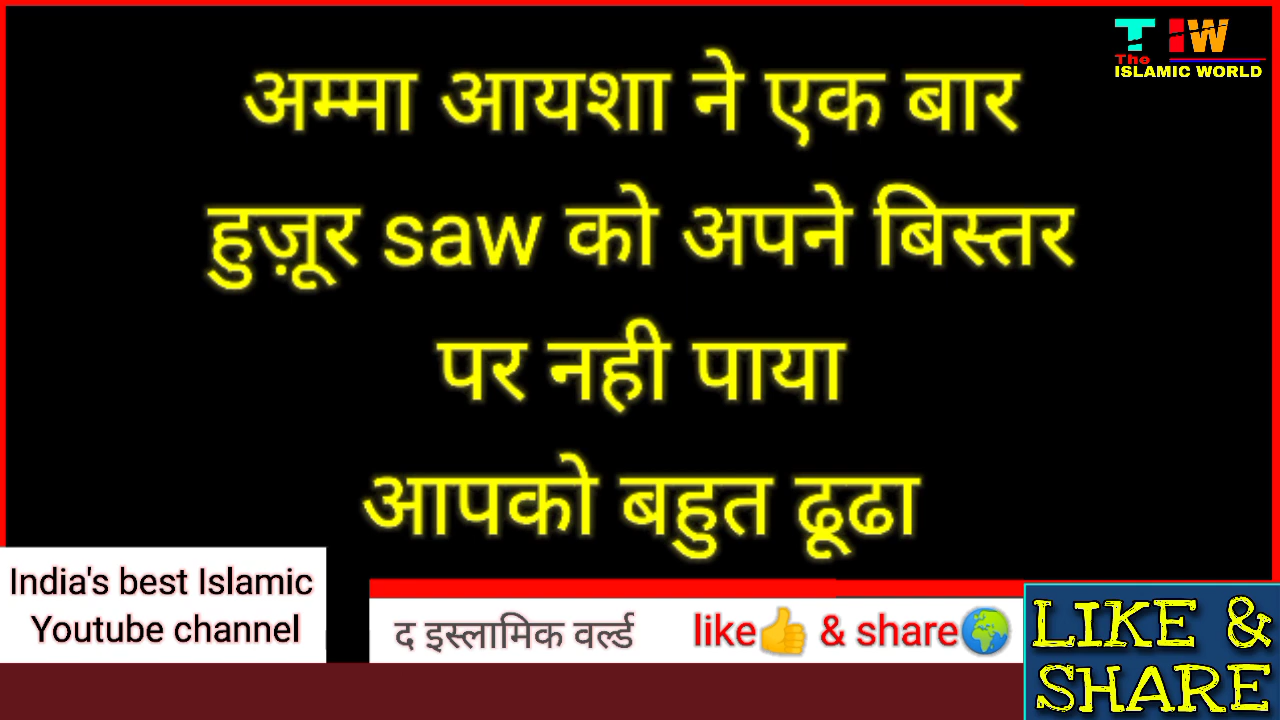 T IW
The
ISLAMIC WORLD
अम्मा आयशा ने एक बार
हुज़ूर saw को अपने बिस्तर
पर नही पाया
आपको बहुत ढूढा
India's best Islamic
Youtube channel
द इस्लामिक वर्ल्ड like👍 & share🌍
LIKE &
SHARE